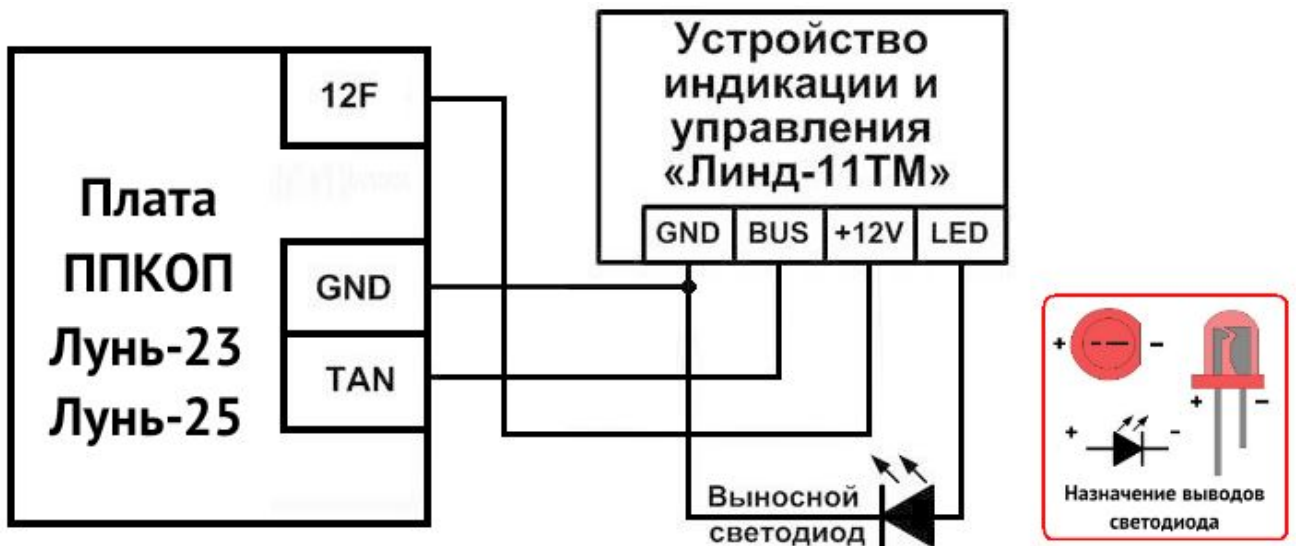 12F
Плата
ППКОП
Лунь-23
Лунь-25
GND
TAN
Устройство
индикации и
управления
«Линд-11ТМ»
GND BUS +12V LED
Выносной
светодиод
+ -
+ -
+ -
Назначение выводов
светодиода